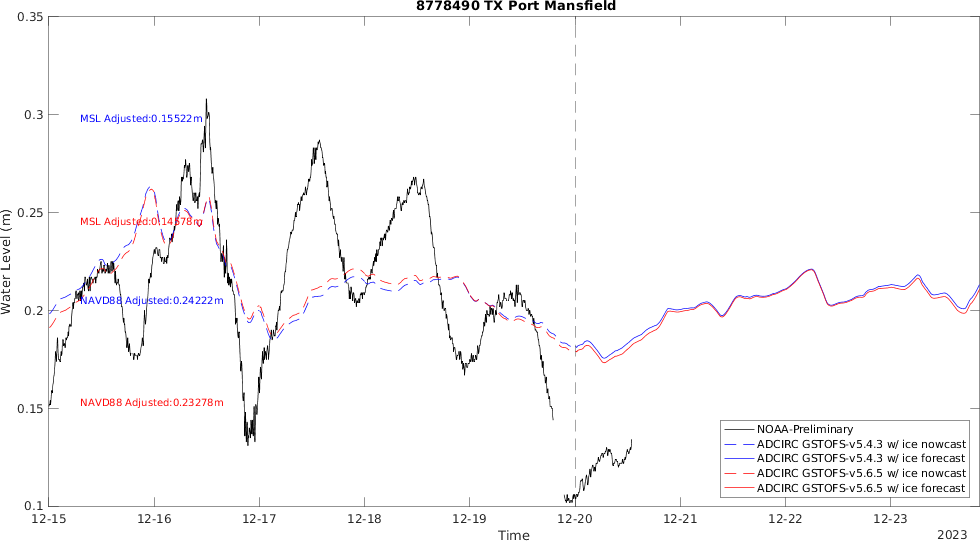 8778490 TX Port Mansfield
Water Level (m)
0.35
0.3
0.25
0.2
0.15
0.1
MSL Adjusted:0.15522m
MSL Adjusted:0.14378m
NAVD88 Adjusted:0.24222m
NAVD88 Adjusted:0.23278m
NOAA-Preliminary
ADCIRC GSTOFS-v5.4.3 w/ ice nowcast
ADCIRC GSTOFS-v5.4.3 w/ ice forecast
ADCIRC GSTOFS-v5.6.5 w/ ice nowcast
ADCIRC GSTOFS-v5.6.5 w/ ice forecast
12-15 12-16 12-17 12-18 12-19 12-20 12-21 12-22 12-23
Time
2023